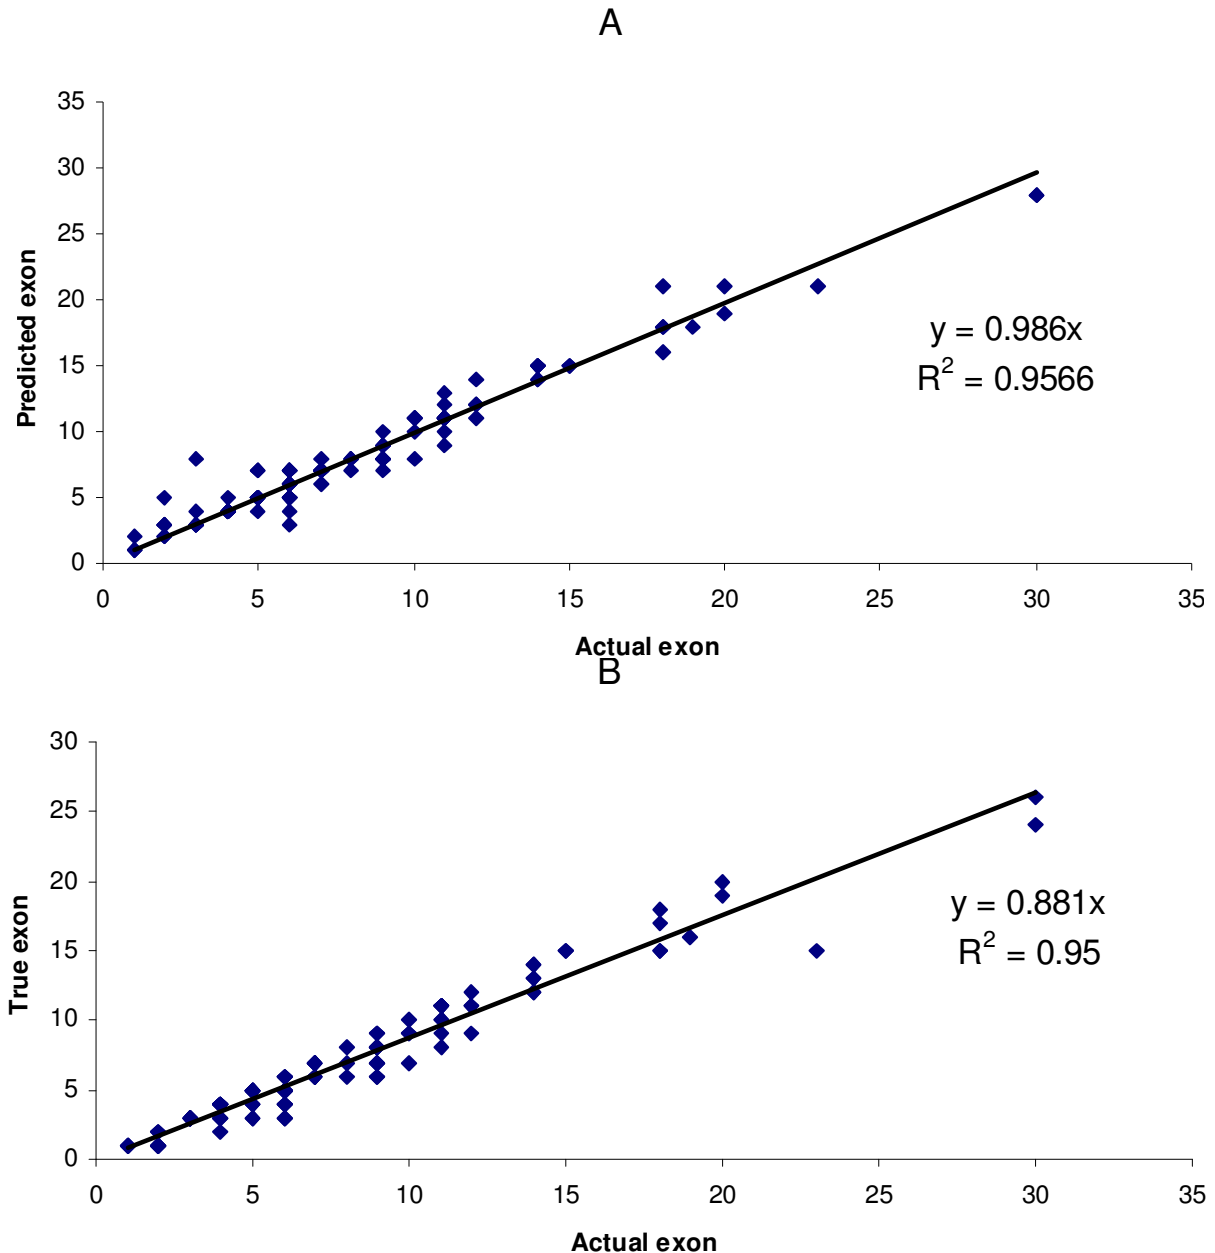 A
35
30
25
20
15
10
5
0
Predicted exon
y = 0.986x
R² = 0.9566
0 5 10 15 20 25 30 35
Actual exon
B
30
25
20
15
10
5
0
True exon
y = 0.881x
R² = 0.95
0 5 10 15 20 25 30 35
Actual exon